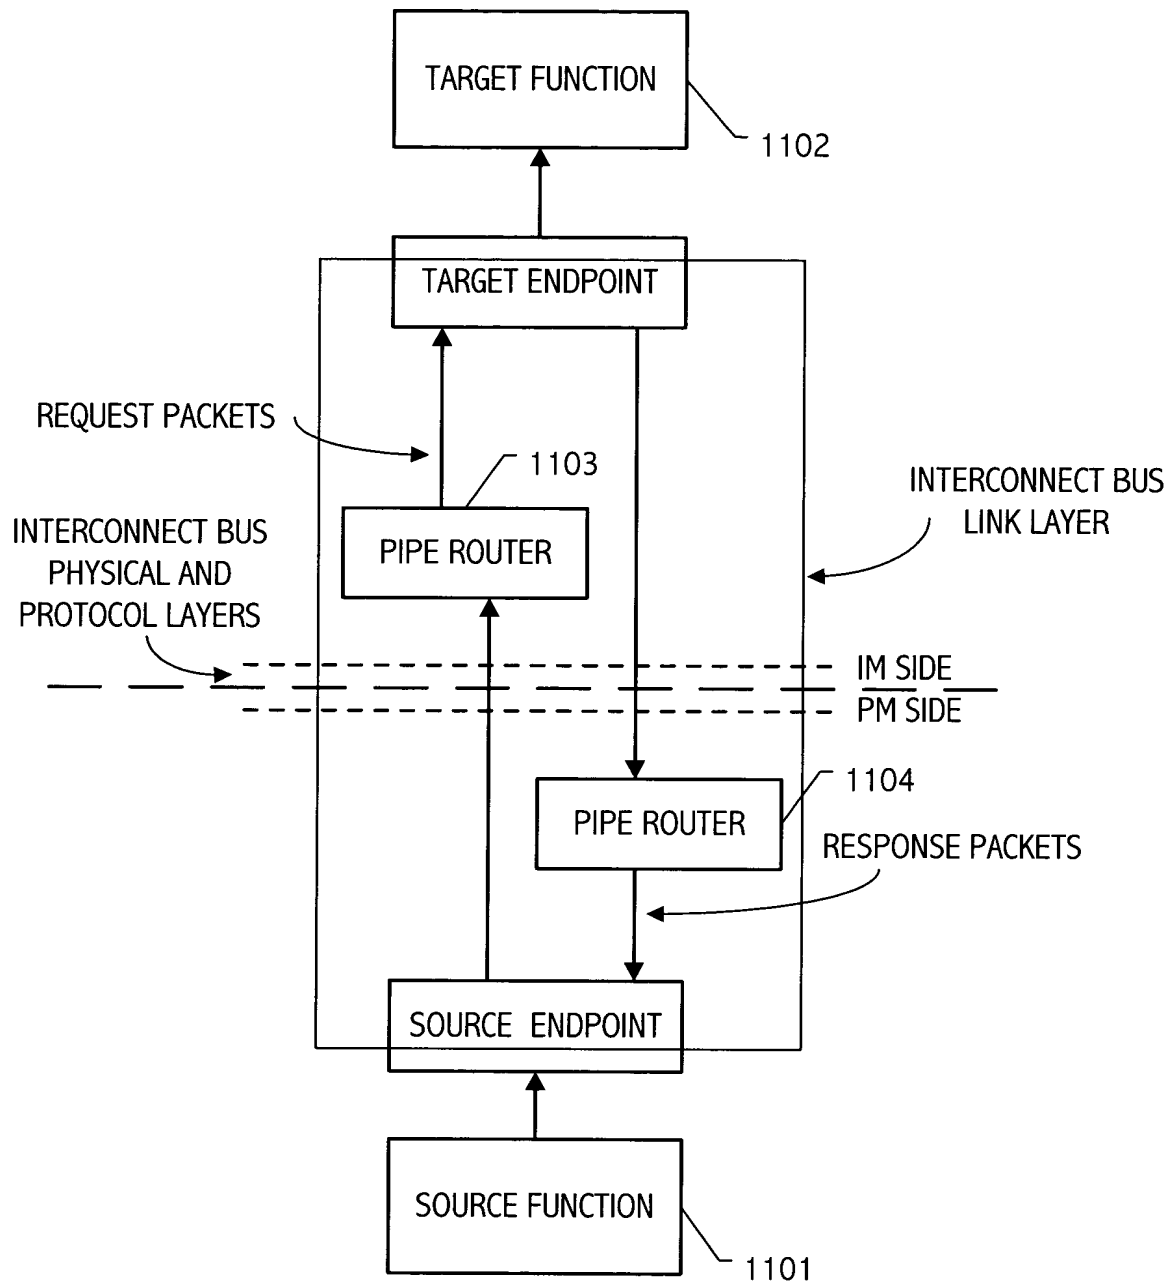 TARGET FUNCTION
1102
TARGET ENDPOINT
REQUEST PACKETS
1103
INTERCONNECT BUS
LINK LAYER
INTERCONNECT BUS
PHYSICAL AND
PROTOCOL LAYERS
PIPE ROUTER
IM SIDE
PM SIDE
1104
PIPE ROUTER
RESPONSE PACKETS
SOURCE ENDPOINT
SOURCE FUNCTION
1101